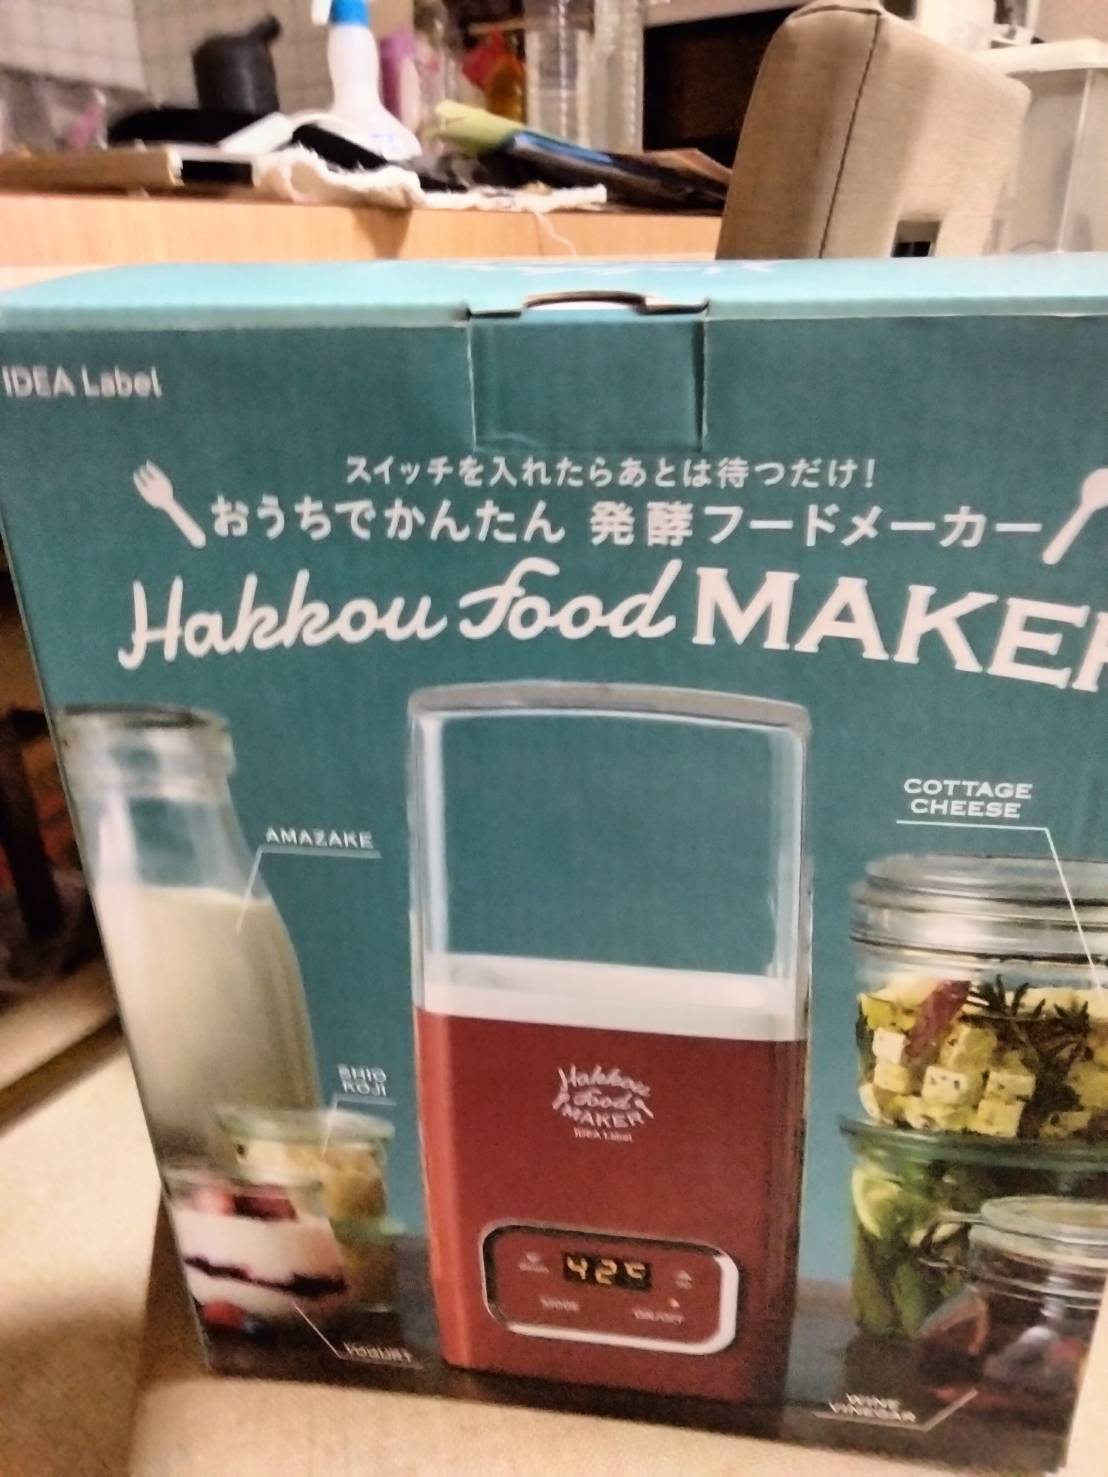 IDEA Label
スイッチを入れたらあとは待つだけ!
おうちでかんたん 発酵フードメーカー
Hakkou food MAKER
COTTAGE
CHEESE
AMAZAKE
SHIO
KOJI
Hakkou
food
MAKER
IDEA Label
42℃
MODE
ON/OFF
YOGURT
WINE
VINEGAR